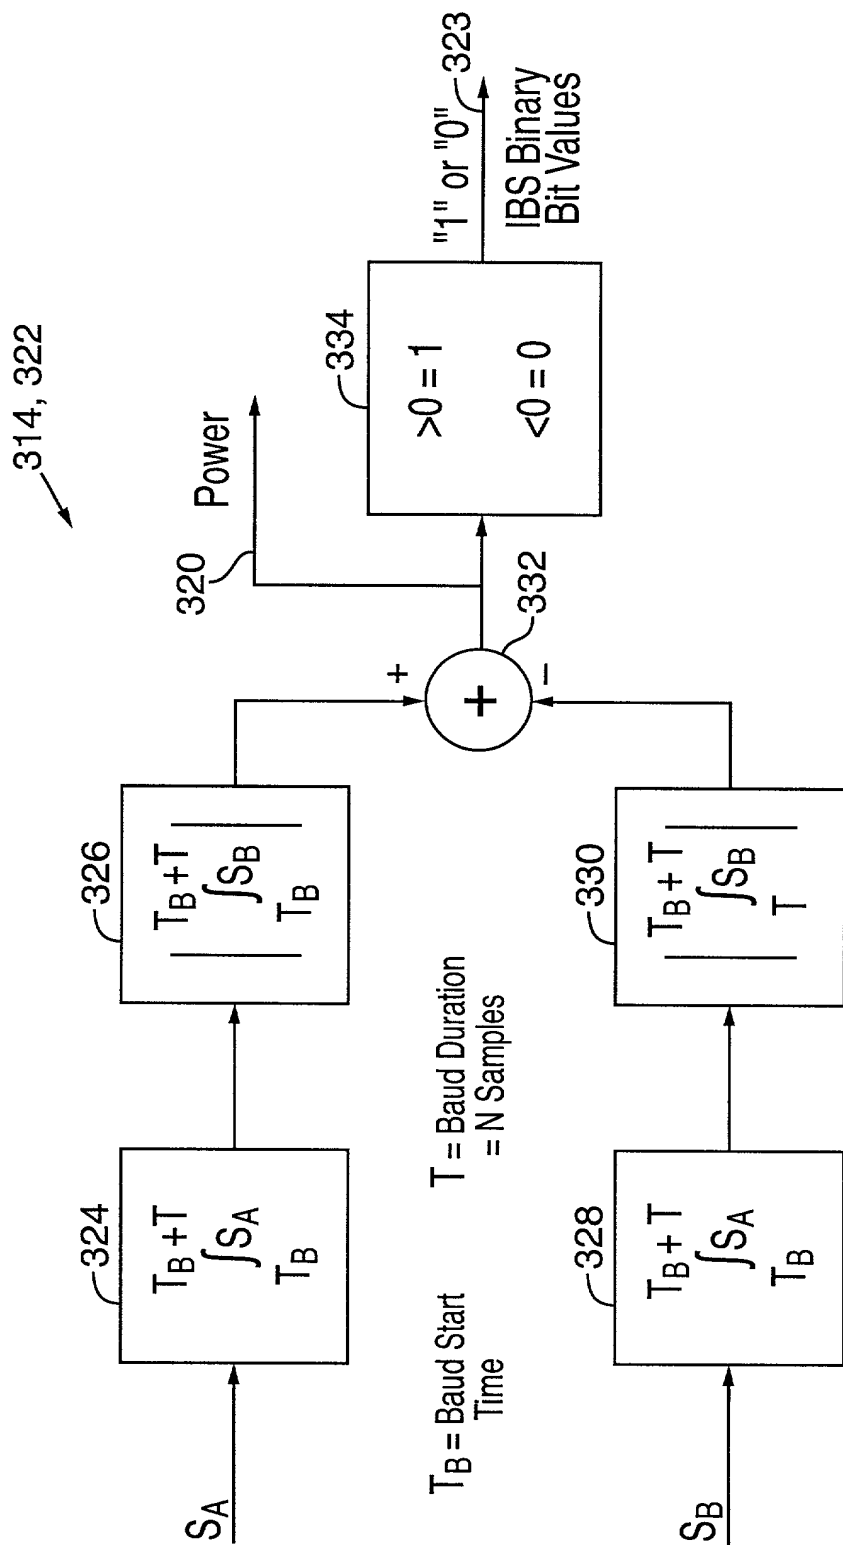 314, 322
S_A
324
T_B + T
∫S_A
T_B
326
T_B + T
|∫S_B|
T_B
320
Power
+
+
−
332
334
>0 = 1
<0 = 0
"1" or "0"
323
IBS Binary
Bit Values
T_B = Baud Start
Time
T = Baud Duration
= N Samples
S_B
328
T_B + T
∫S_A
T_B
330
T_B + T
|∫S_B|
T